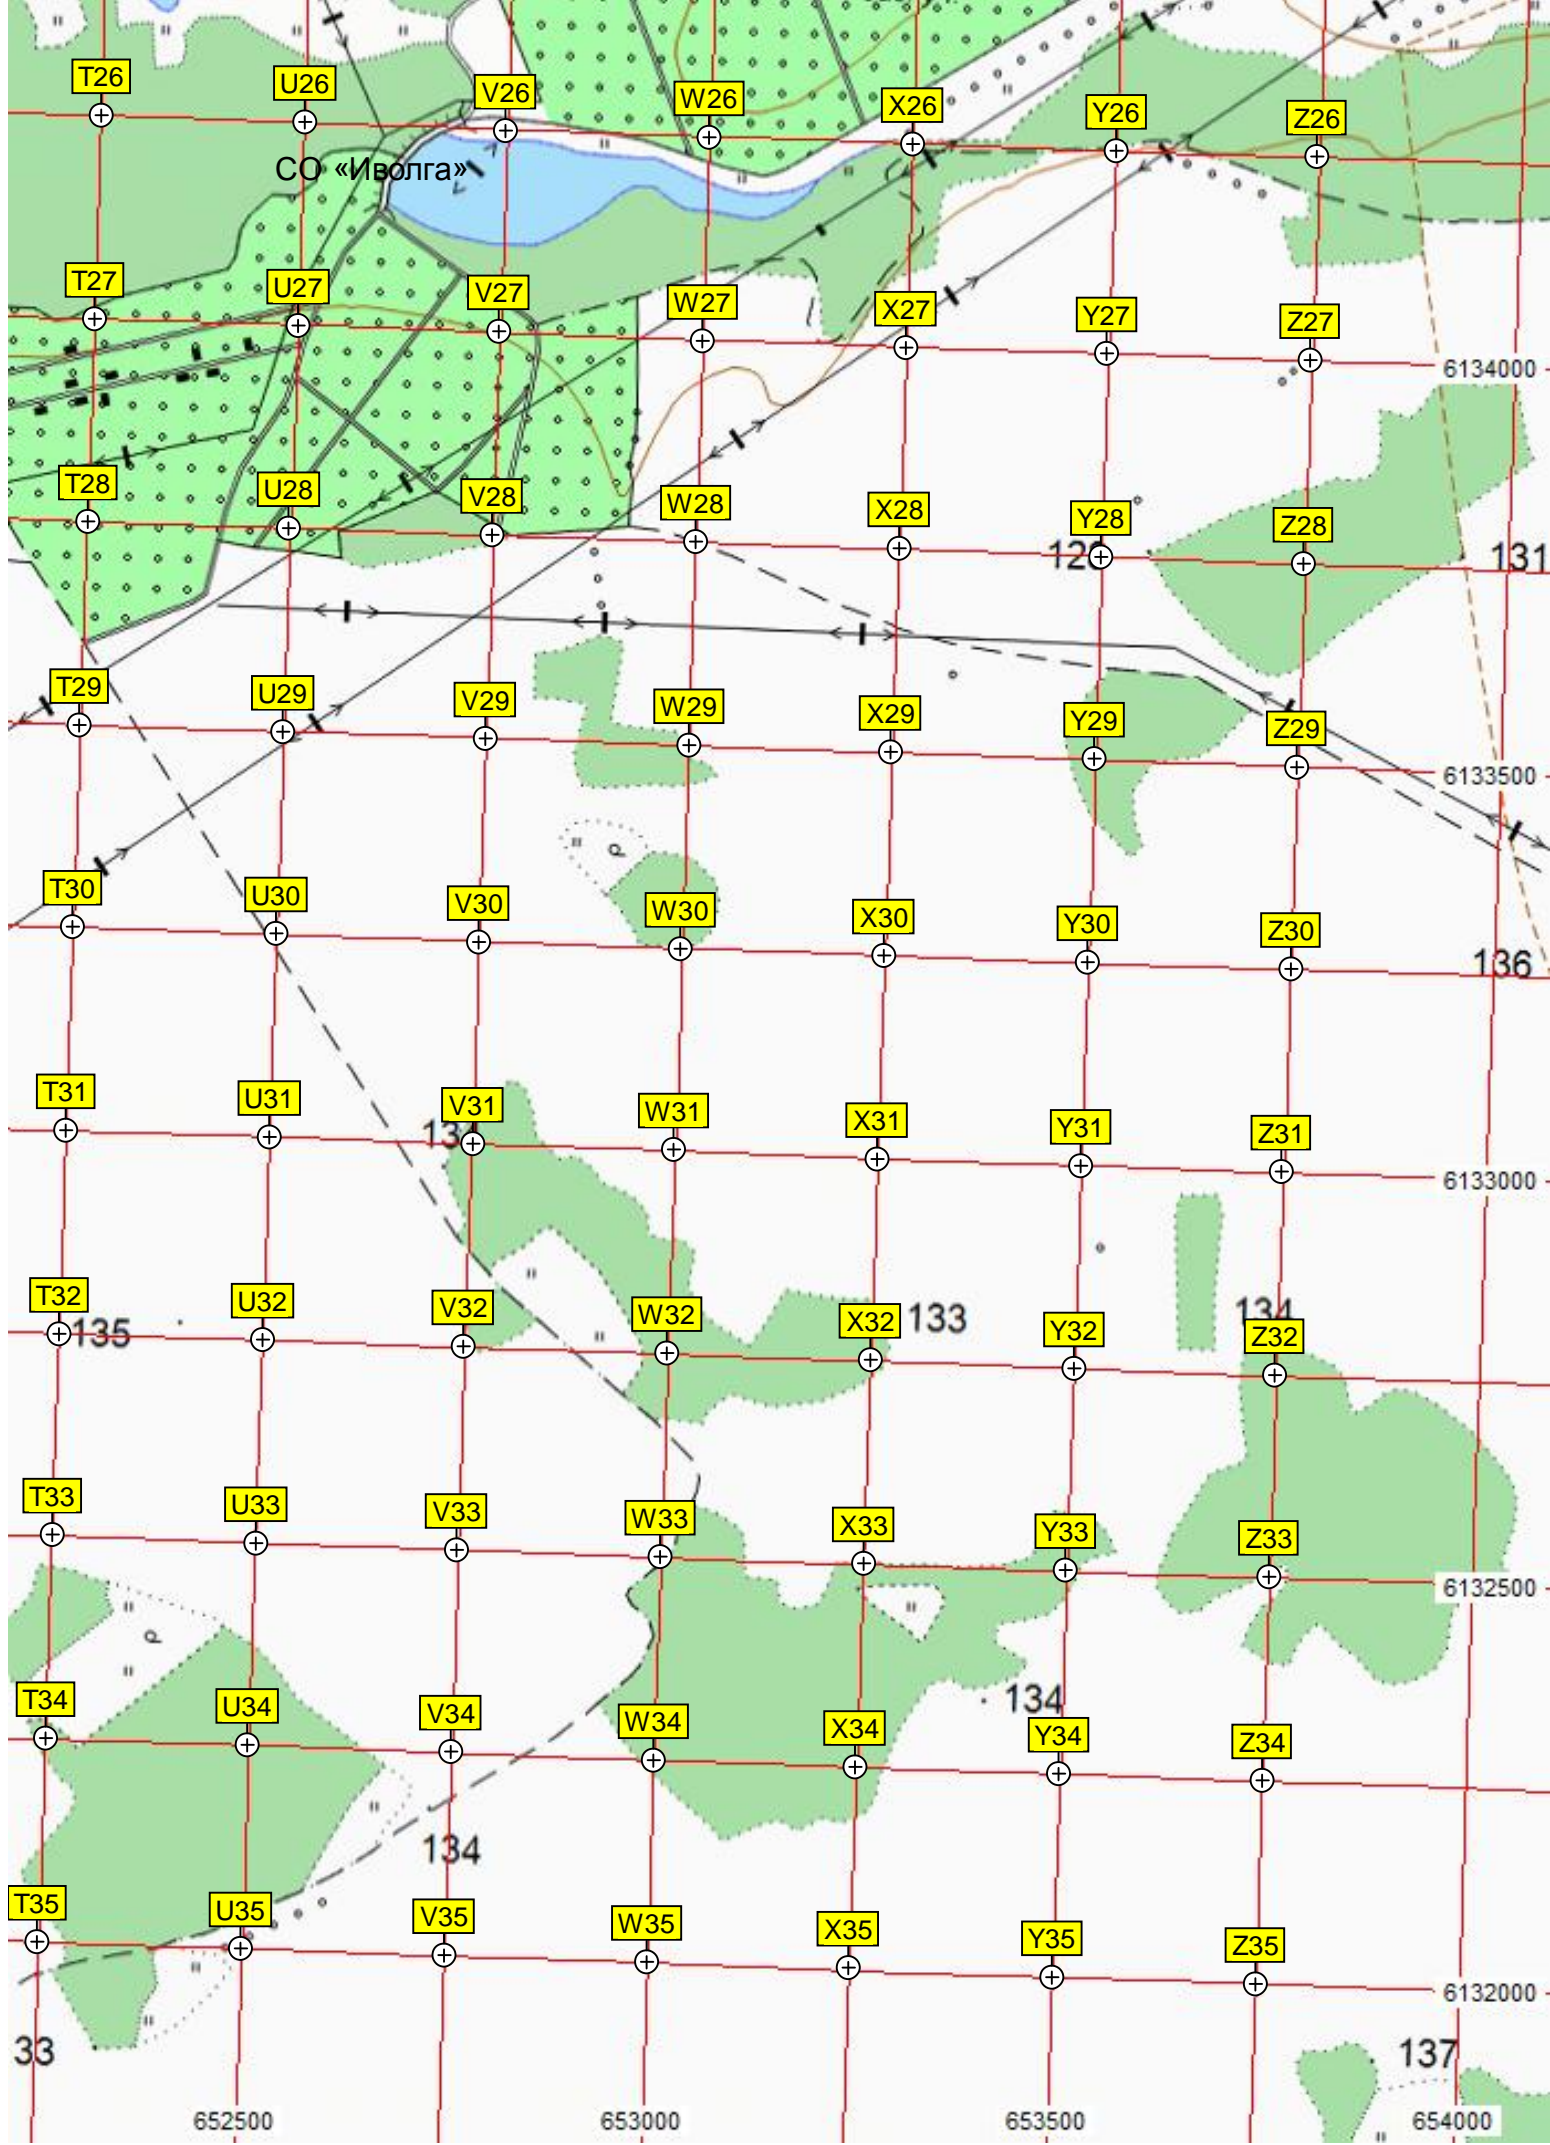 T26 U26 V26 W26 X26 Y26 Z26
СО «Иволга»
T27 U27 V27 W27 X27 Y27 Z27
6134000
T28 U28 V28 W28 X28 Y28 Z28
131
T29 U29 V29 W29 X29 Y29 Z29
6133500
T30 U30 V30 W30 X30 Y30 Z30
136
T31 U31 V31 W31 X31 Y31 Z31
6133000
T32 U32 V32 W32 X32 Y32 Z32
135 133 134
T33 U33 V33 W33 X33 Y33 Z33
6132500
T34 U34 V34 W34 X34 Y34 Z34
134
134
T35 U35 V35 W35 X35 Y35 Z35
6132000
33 137
652500 653000 653500 654000